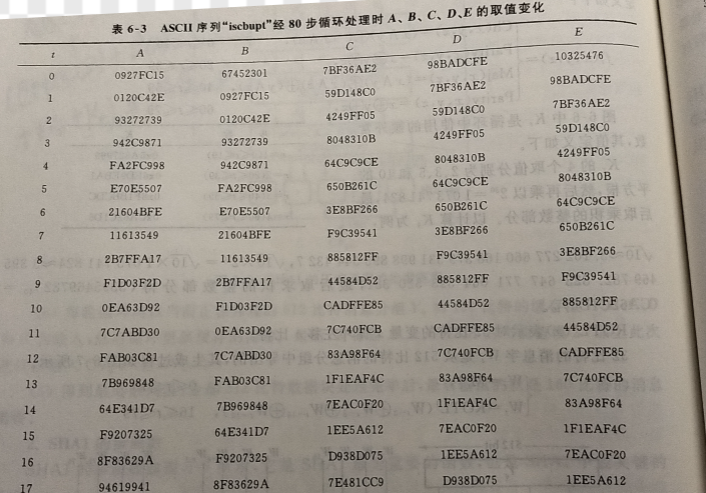 表 6-3 ASCII 序列“iscbupt”经 80 步循环处理时 A、B、C、D、E 的取值变化
t A B C D E
0 0927FC15 67452301 7BF36AE2 98BADCFE 10325476
1 0120C42E 0927FC15 59D148C0 7BF36AE2 98BADCFE
2 93272739 0120C42E 4249FF05 59D148C0 7BF36AE2
3 942C9871 93272739 8048310B 4249FF05 59D148C0
4 FA2FC998 942C9871 64C9C9CE 8048310B 4249FF05
5 E70E5507 FA2FC998 650B261C 64C9C9CE 8048310B
6 21604BFE E70E5507 3E8BF266 650B261C 64C9C9CE
7 11613549 21604BFE F9C39541 3E8BF266 650B261C
8 2B7FFA17 11613549 885812FF F9C39541 3E8BF266
9 F1D03F2D 2B7FFA17 44584D52 885812FF F9C39541
10 0EA63D92 F1D03F2D CADFFE85 44584D52 885812FF
11 7C7ABD30 0EA63D92 7C740FCB CADFFE85 44584D52
12 FAB03C81 7C7ABD30 83A98F64 7C740FCB CADFFE85
13 7B969848 FAB03C81 1F1EAF4C 83A98F64 7C740FCB
14 64E341D7 7B969848 7EAC0F20 1F1EAF4C 83A98F64
15 F9207325 64E341D7 1EE5A612 7EAC0F20 1F1EAF4C
16 8F83629A F9207325 D938D075 1EE5A612 7EAC0F20
17 94619941 8F83629A 7E481CC9 D938D075 1EE5A612